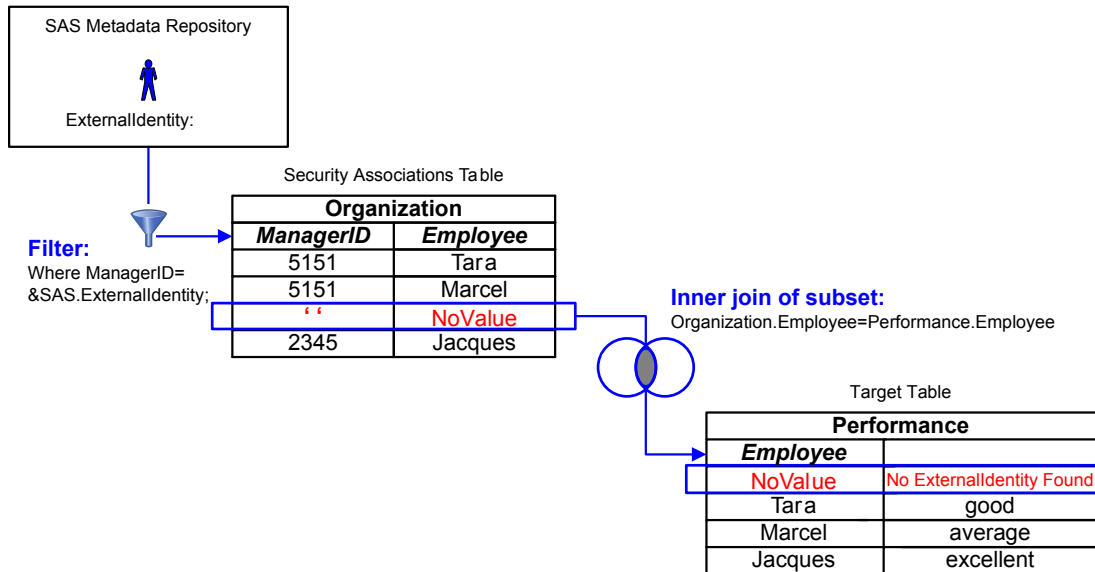 SAS Metadata Repository
ExternalIdentity:
Security Associations Table
Organization
ManagerID Employee
5151 Tara
5151 Marcel
‘ ‘ NoValue
2345 Jacques
Filter:
Where ManagerID=
&SAS.ExternalIdentity;
Inner join of subset:
Organization.Employee=Performance.Employee
Target Table
Performance
Employee
NoValue No ExternalIdentity Found
Tara good
Marcel average
Jacques excellent